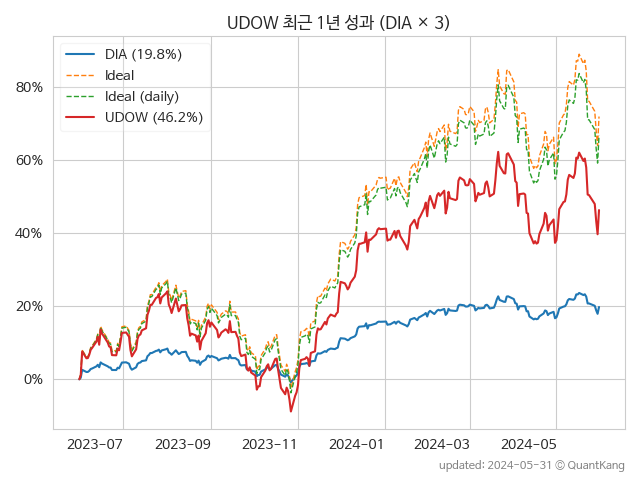 UDOW 최근 1년 성과 (DIA × 3)
DIA (19.8%)
Ideal
Ideal (daily)
UDOW (46.2%)
80%
60%
40%
20%
0%
2023-07 2023-09 2023-11 2024-01 2024-03 2024-05
updated: 2024-05-31 © QuantKang